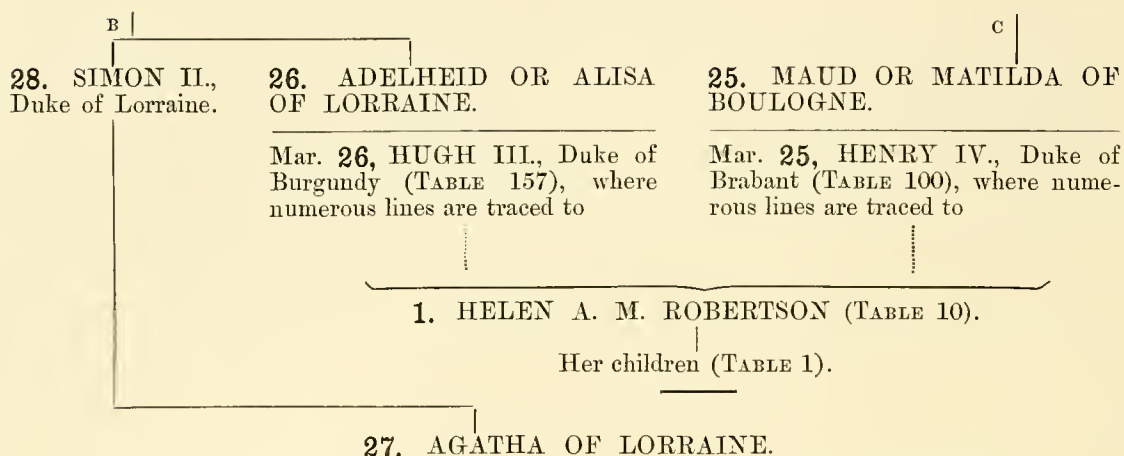 B
C
28. SIMON II.,
Duke of Lorraine.
26. ADELHEID OR ALISA
OF LORRAINE.
25. MAUD OR MATILDA OF
BOULOGNE.
Mar. 26, HUGH III., Duke of
Burgundy (TABLE 157), where
numerous lines are traced to
Mar. 25, HENRY IV., Duke of
Brabant (TABLE 100), where nume-
rous lines are traced to
1. HELEN A. M. ROBERTSON (TABLE 10).
Her children (TABLE 1).
27. AGATHA OF LORRAINE.